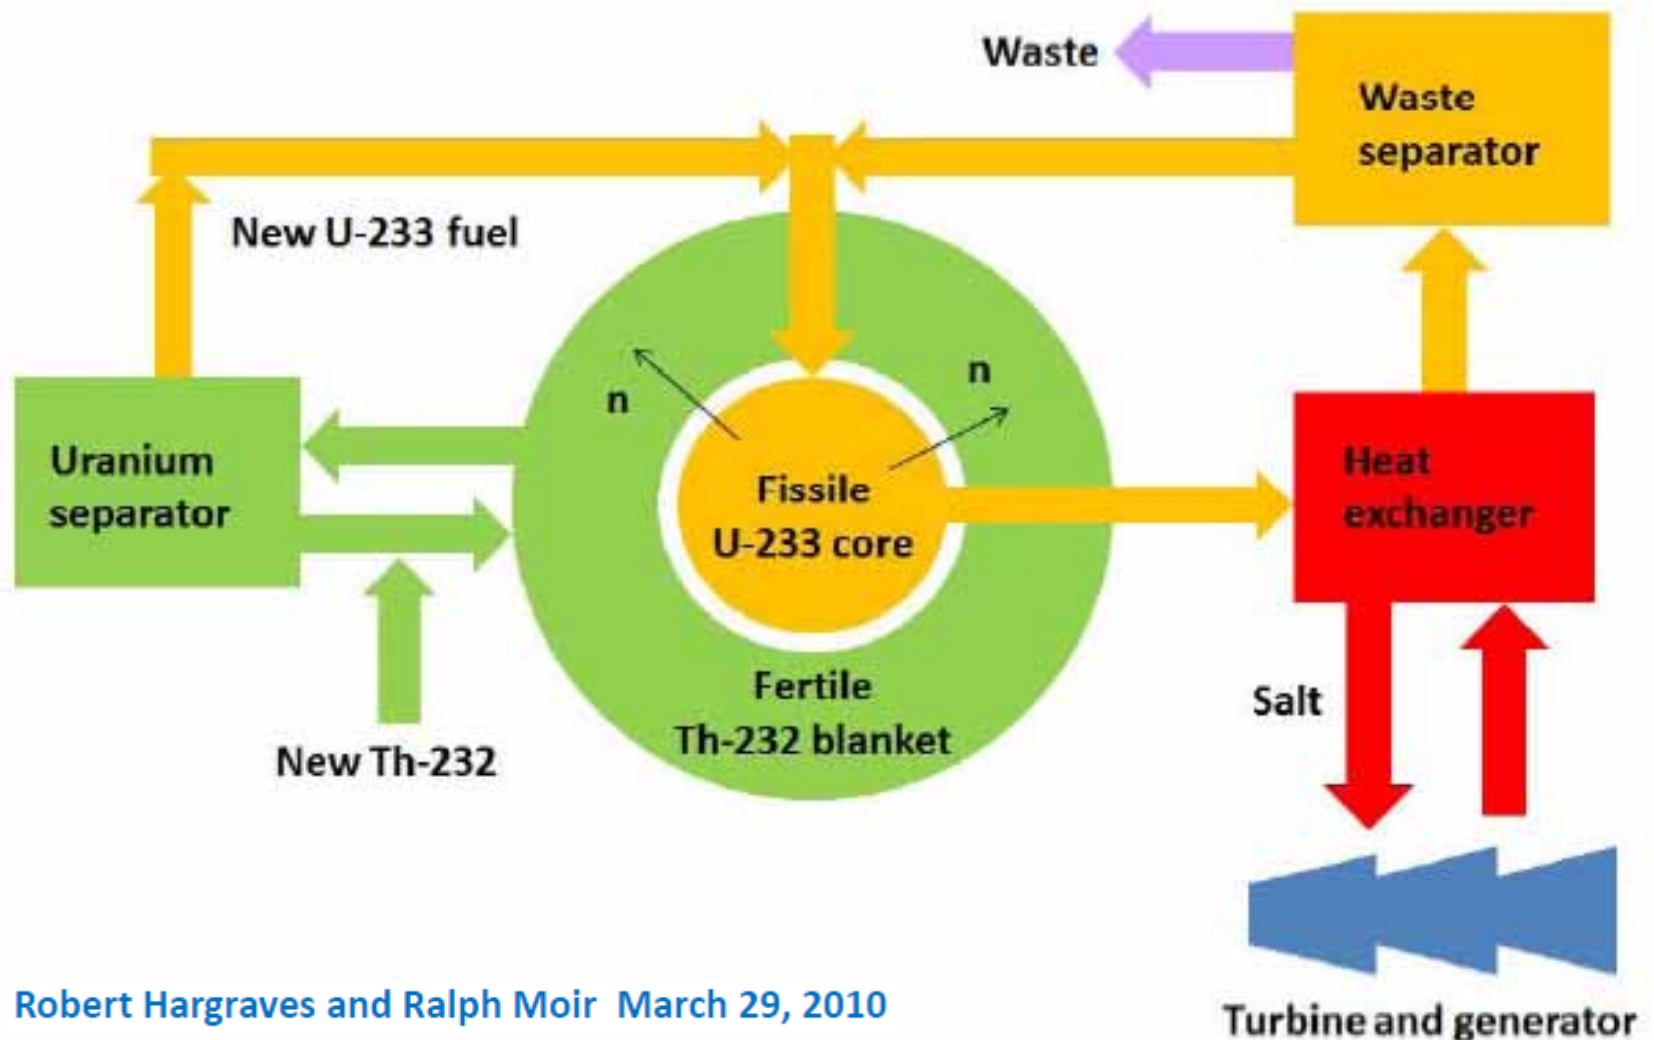 Waste
Waste
separator
New U-233 fuel
n
n
Uranium
separator
Fissile
U-233 core
Heat
exchanger
Fertile
Th-232 blanket
Salt
New Th-232
Robert Hargraves and Ralph Moir March 29, 2010
Turbine and generator